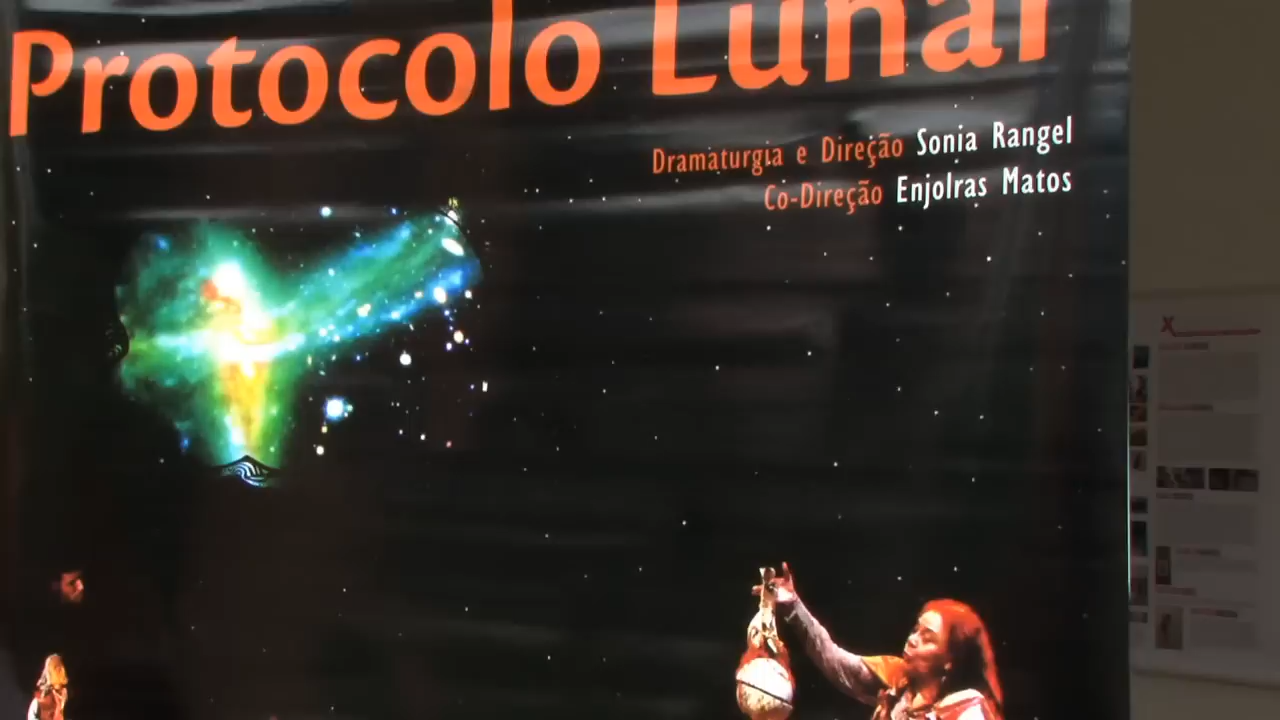 Protocolo Lunar
Dramaturgia e Direção Sonia Rangel
Co-Direção Enjolras Matos